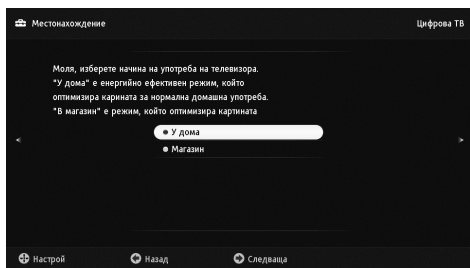 Местонахождение
Цифрова ТВ
Моля, изберете начина на употреба на телевизора.
"У дома" е енергийно ефективен режим, който
оптимизира карината за нормална домашна употреба.
"В магазин" е режим, който оптимизира картината
У дома
Магазин
Настрой Назад Следваща